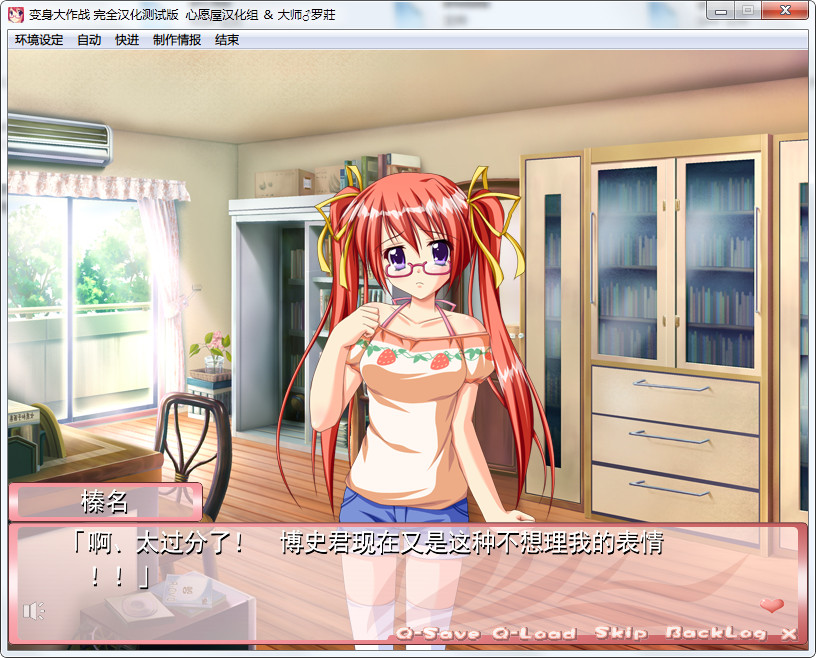 变身大作战 完全汉化测试版 心愿屋汉化组 & 大师♂罗莊
环境设定 自动 快进 制作情报 结束
榛名
「啊、太过分了！ 博史君现在又是这种不想理我的表情
！！」
Q-Save Q-Load Skip BackLog X